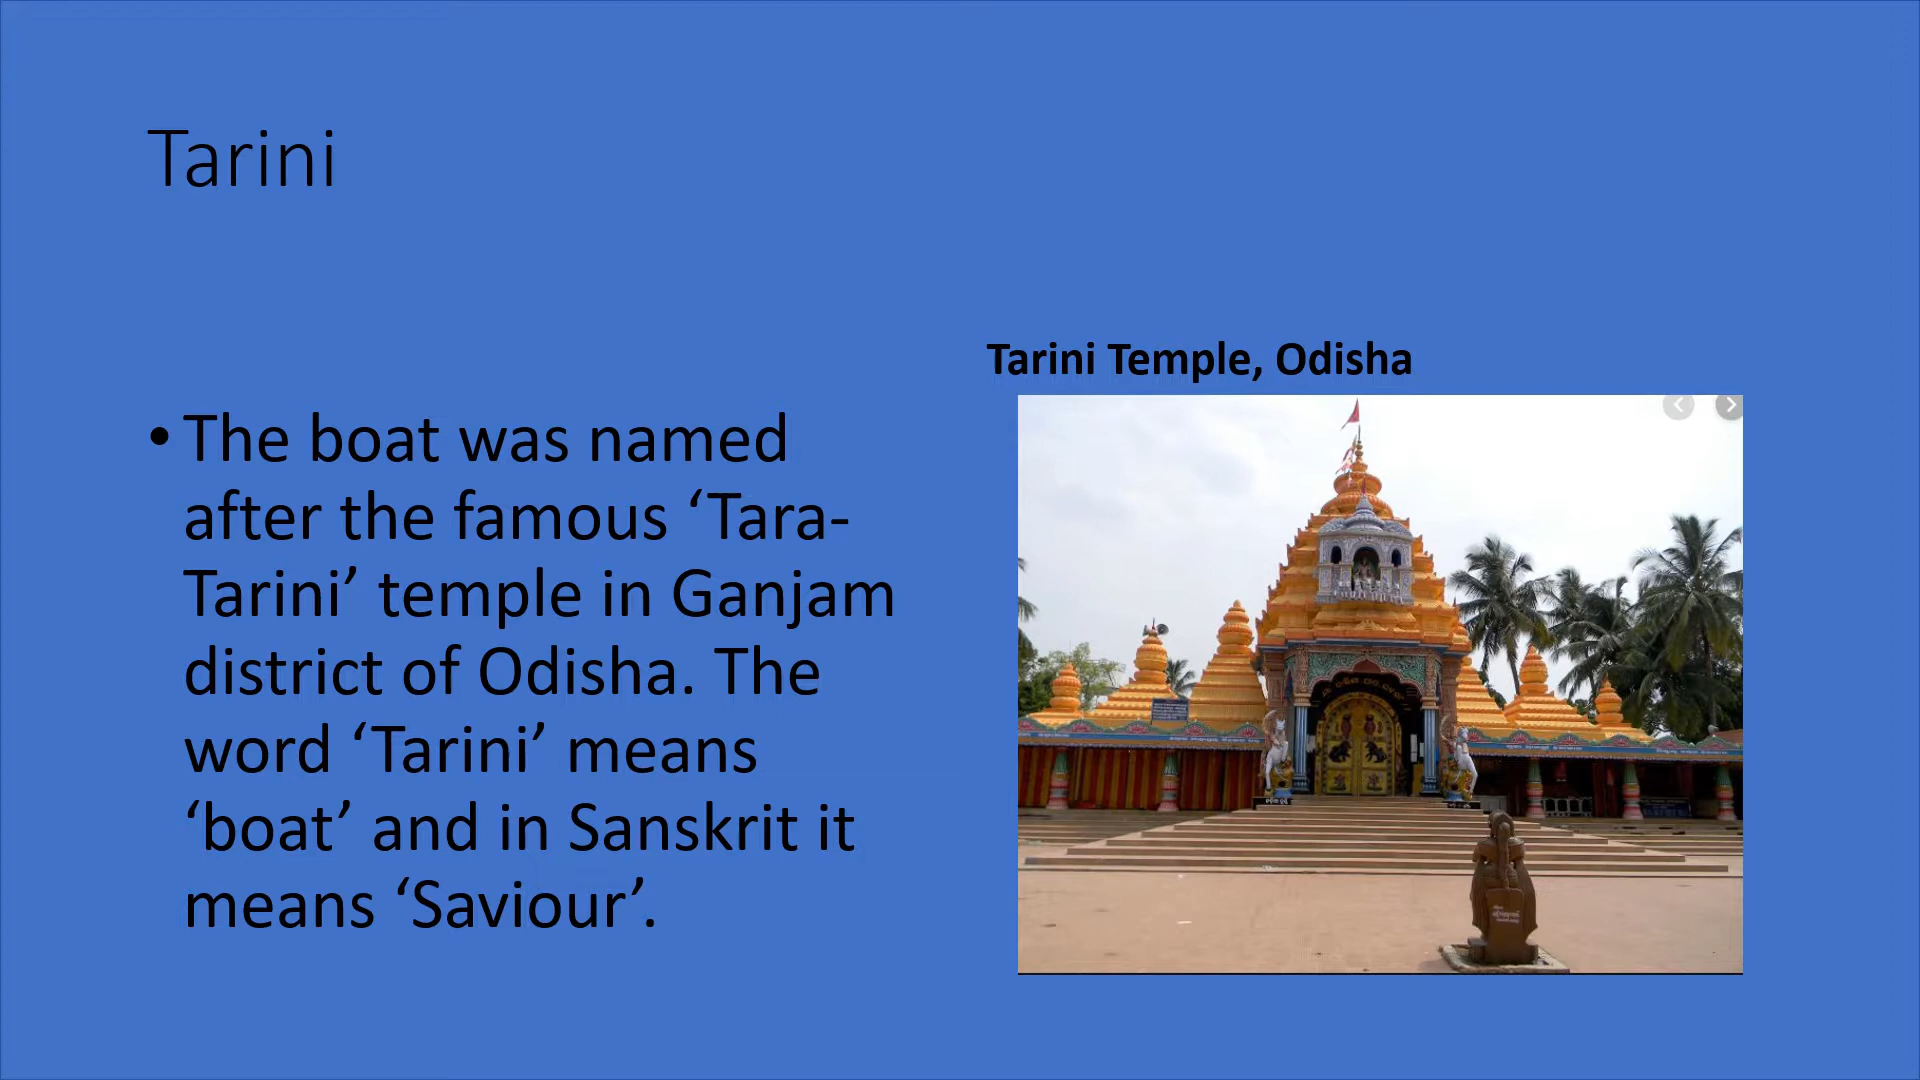 Tarini
• The boat was named
after the famous ‘Tara-
Tarini’ temple in Ganjam
district of Odisha. The
word ‘Tarini’ means
‘boat’ and in Sanskrit it
means ‘Saviour’.
Tarini Temple, Odisha